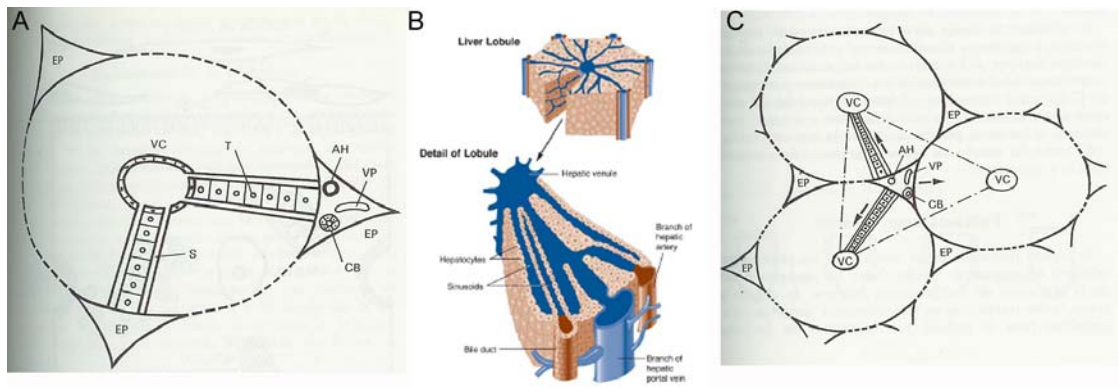 A
EP
VC
T
AH
VP
S
CB
EP
EP
B
Liver Lobule
Detail of Lobule
Hepatic venule
Branch of
hepatic
artery
Hepatocytes
Sinusoids
Bile duct
Branch of
hepatic
portal vein
C
VC
EP
AH
VP
EP
VC
CB
VC
EP
EP